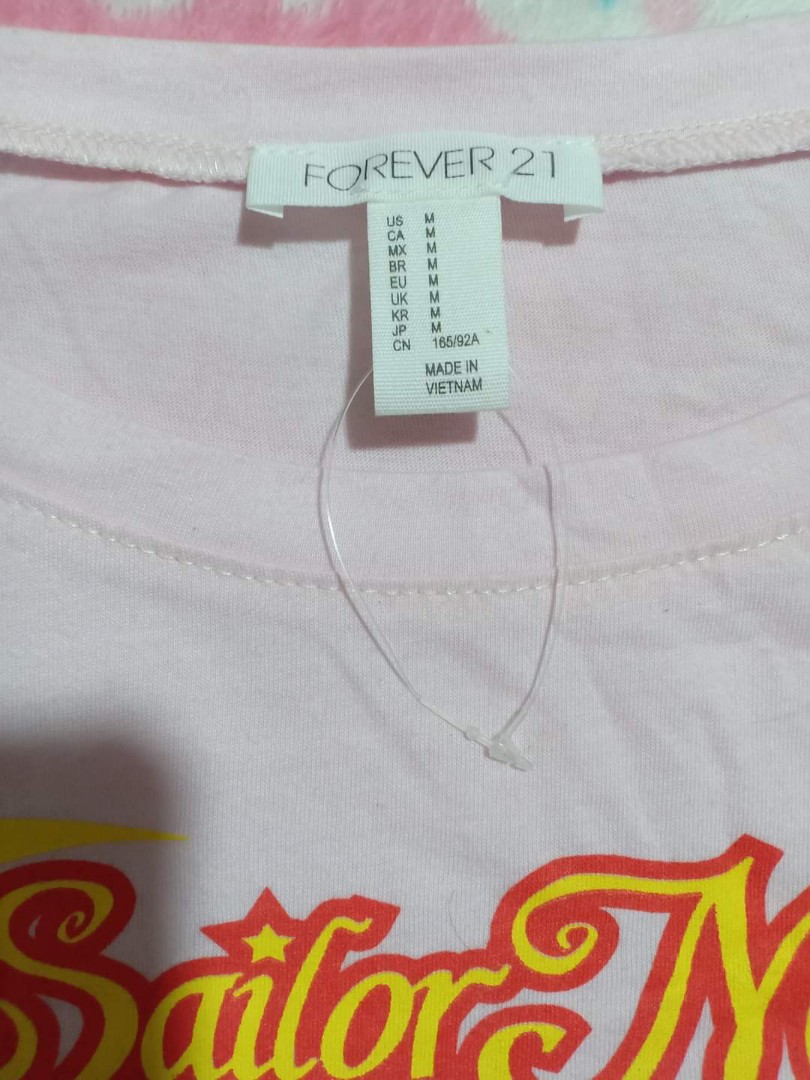 FOREVER 21
US M
CA M
MX M
BR M
EU M
UK M
KR M
JP M
CN 165/92A
MADE IN
VIETNAM
Sailor